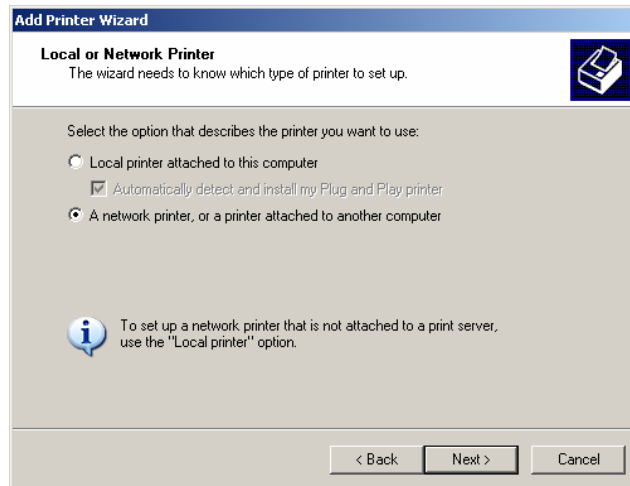 Add Printer Wizard
Local or Network Printer
The wizard needs to know which type of printer to set up.
Select the option that describes the printer you want to use:
Local printer attached to this computer
Automatically detect and install my Plug and Play printer
A network printer, or a printer attached to another computer
To set up a network printer that is not attached to a print server,
use the "Local printer" option.
< Back Next > Cancel